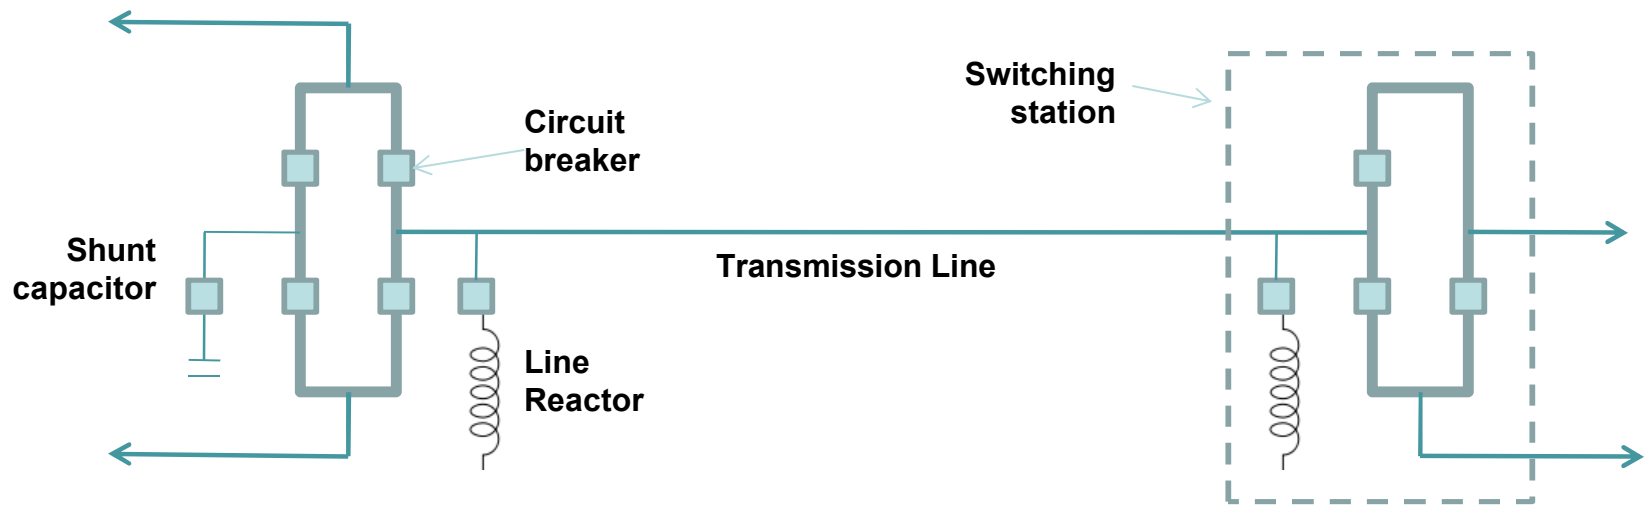 Switching
station
Circuit
breaker
Shunt
capacitor
Transmission Line
Line
Reactor